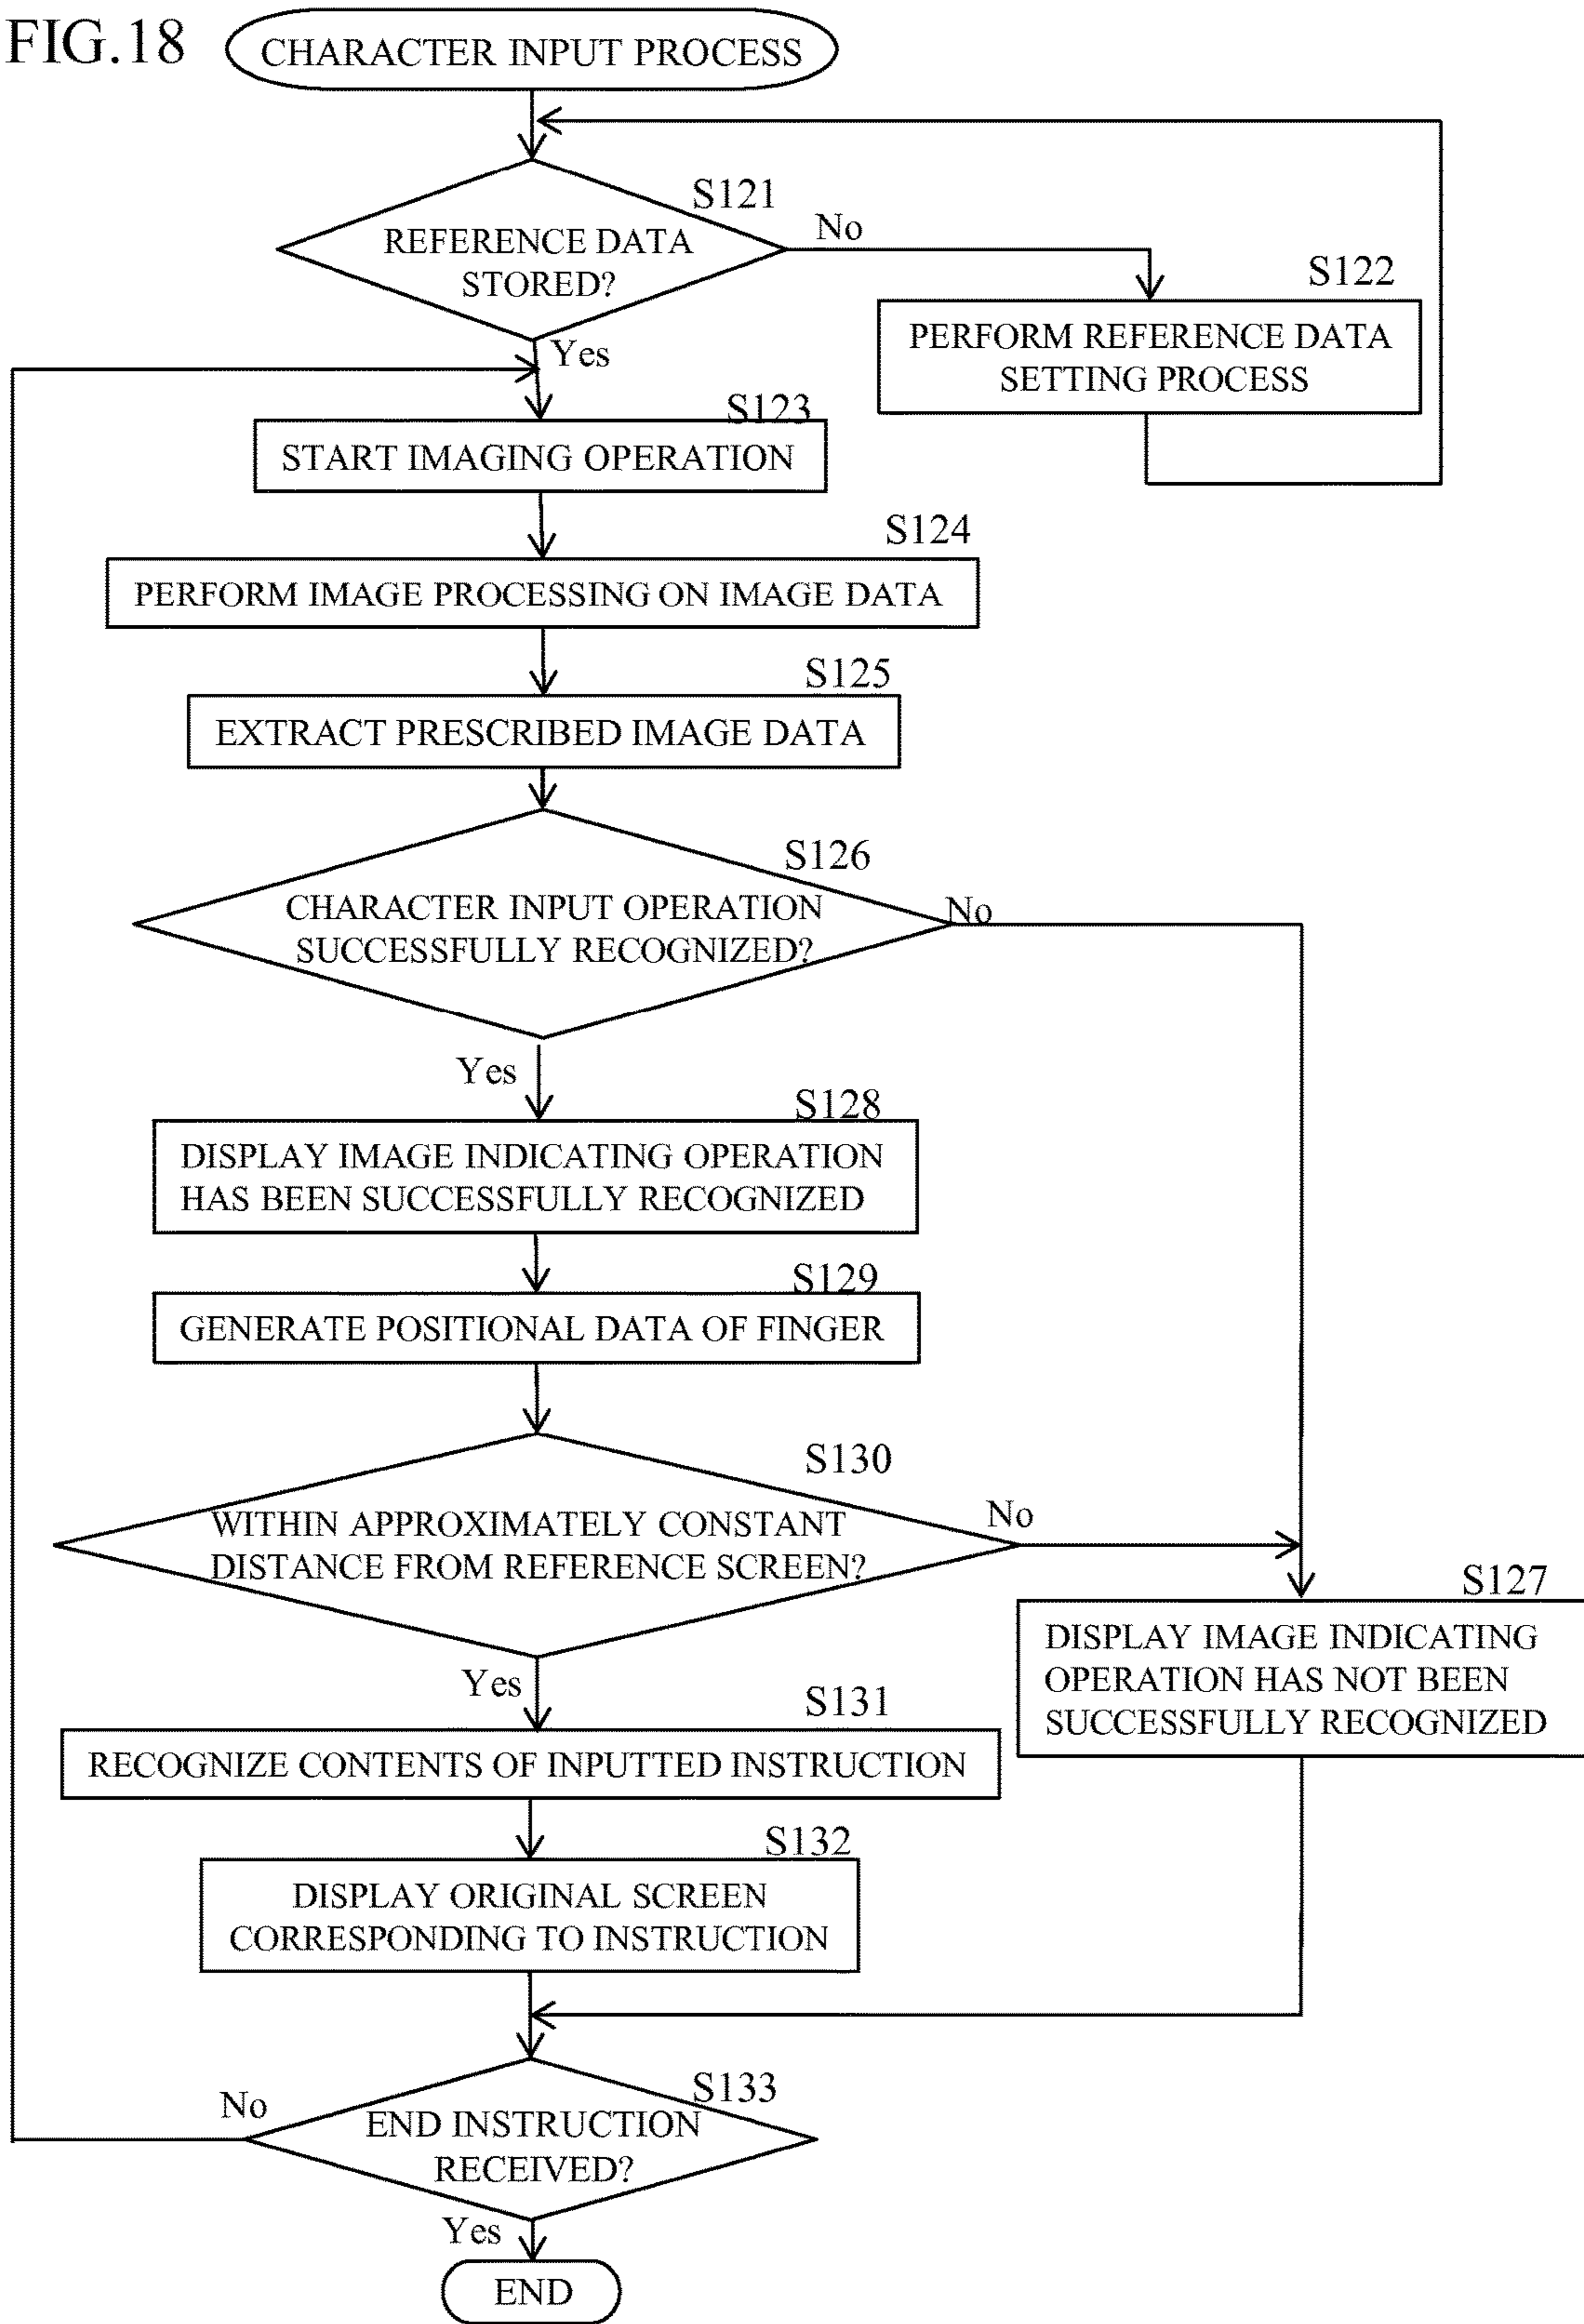 FIG.18
CHARACTER INPUT PROCESS
S121
REFERENCE DATA
STORED?
No
Yes
S122
PERFORM REFERENCE DATA
SETTING PROCESS
S123
START IMAGING OPERATION
S124
PERFORM IMAGE PROCESSING ON IMAGE DATA
S125
EXTRACT PRESCRIBED IMAGE DATA
S126
CHARACTER INPUT OPERATION
SUCCESSFULLY RECOGNIZED?
No
Yes
S128
DISPLAY IMAGE INDICATING OPERATION
HAS BEEN SUCCESSFULLY RECOGNIZED
S129
GENERATE POSITIONAL DATA OF FINGER
S130
WITHIN APPROXIMATELY CONSTANT
DISTANCE FROM REFERENCE SCREEN?
No
Yes
S127
DISPLAY IMAGE INDICATING
OPERATION HAS NOT BEEN
SUCCESSFULLY RECOGNIZED
S131
RECOGNIZE CONTENTS OF INPUTTED INSTRUCTION
S132
DISPLAY ORIGINAL SCREEN
CORRESPONDING TO INSTRUCTION
S133
END INSTRUCTION
RECEIVED?
No
Yes
END